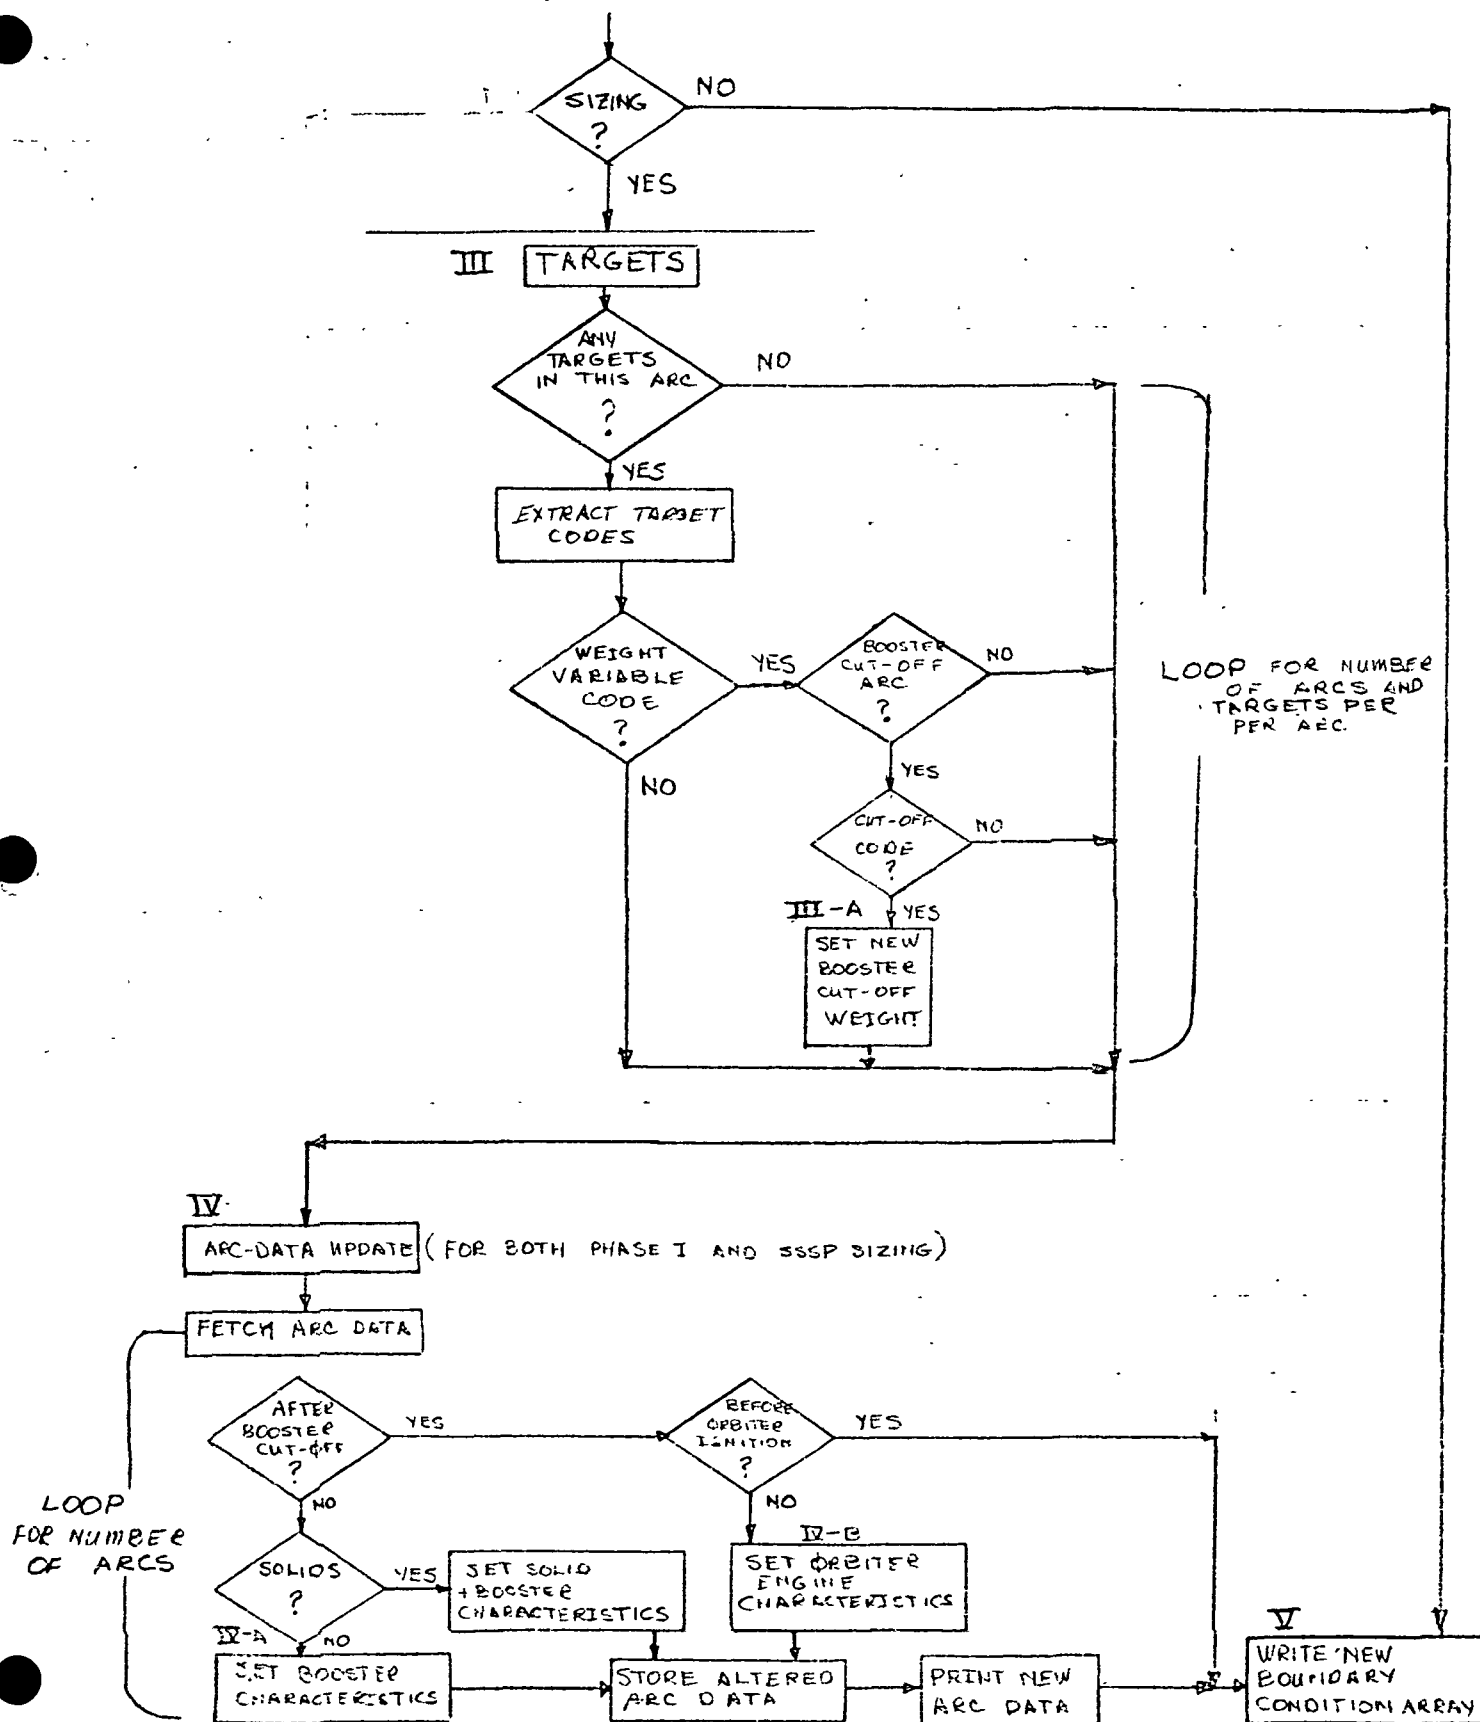 SIZING
?
NO
YES
III
TARGETS
ANY
TARGETS
IN THIS ARC
?
NO
YES
EXTRACT TARGET
CODES
WEIGHT
VARIABLE
CODE
?
YES
BOOSTER
CUT-OFF
ARC
?
NO
LOOP FOR NUMBER
OF ARCS AND
TARGETS PER
PER ARC.
NO
YES
CUT-OFF
CODE
?
NO
III-A
YES
SET NEW
BOOSTER
CUT-OFF
WEIGHT
IV
ARC-DATA UPDATE (FOR BOTH PHASE I AND SSSP SIZING)
FETCH ARC DATA
AFTER
BOOSTER
CUT-OFF
?
YES
BEFORE
ORBITER
IGNITION
?
YES
NO
NO
LOOP
FOR NUMBER
OF ARCS
SOLIDS
?
YES
SET SOLID
+BOOSTER
CHARACTERISTICS
IV-B
SET ORBITER
ENGINE
CHARACTERISTICS
IV-A
NO
SET BOOSTER
CHARACTERISTICS
STORE ALTERED
ARC DATA
PRINT NEW
ARC DATA
V
WRITE NEW
BOUNDARY
CONDITION ARRAY